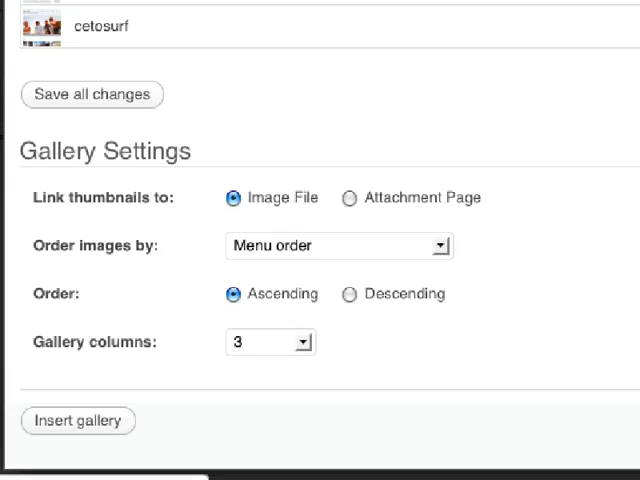 cetosurf
Save all changes
Gallery Settings
Link thumbnails to: Image File Attachment Page
Order images by: Menu order
Order: Ascending Descending
Gallery columns: 3
Insert gallery